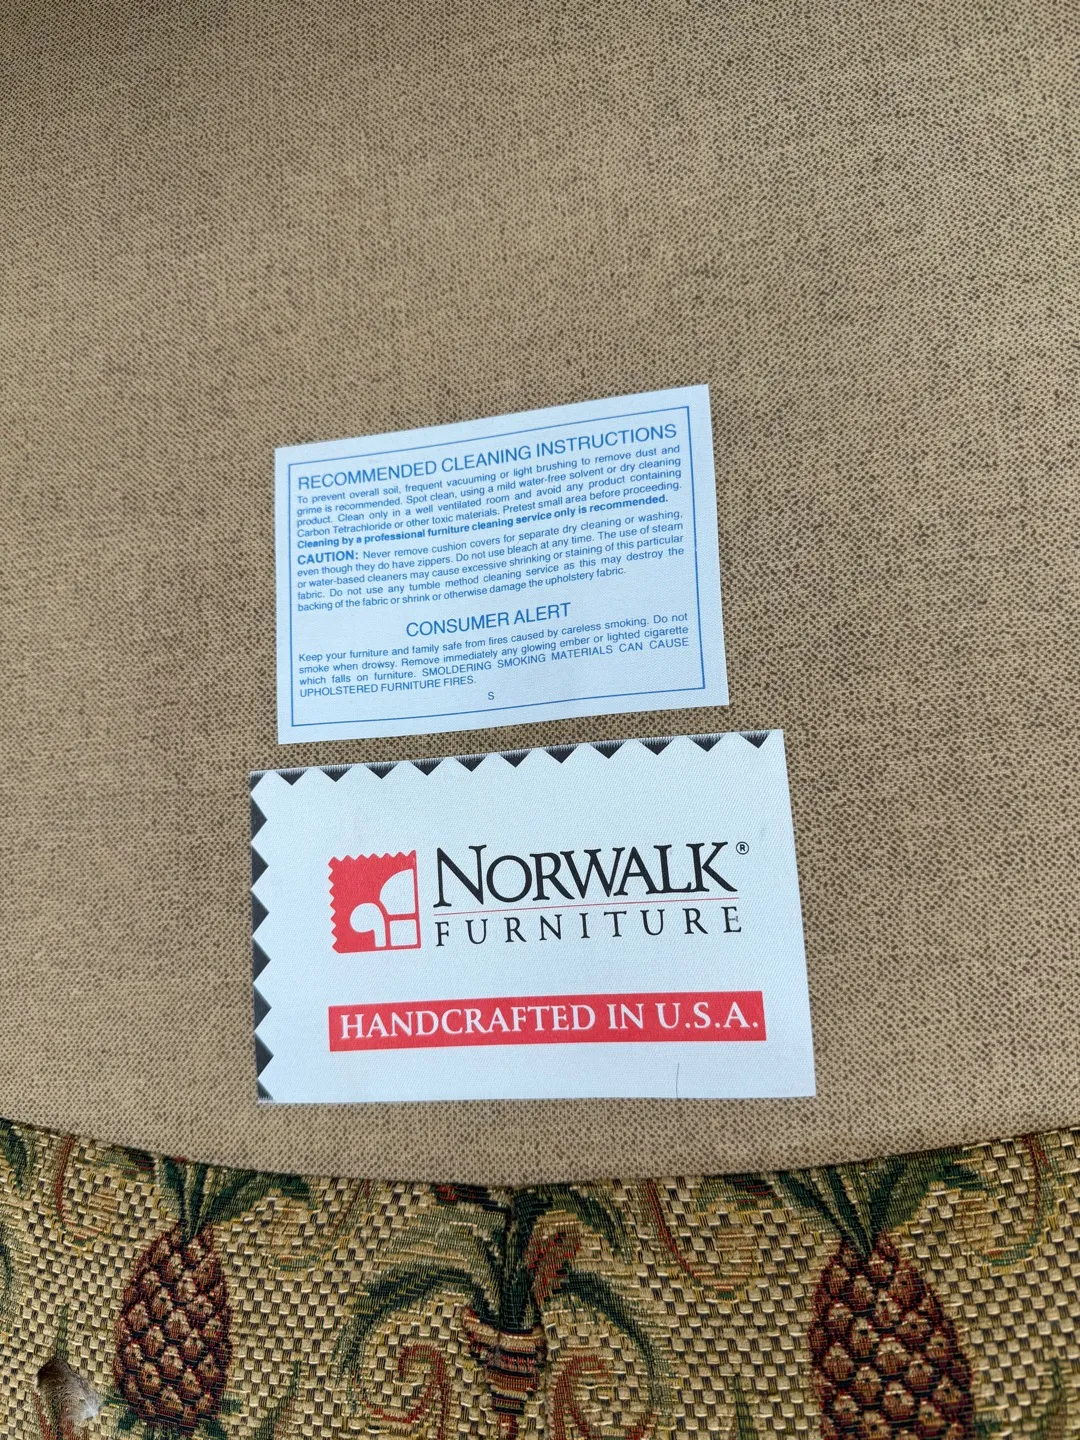 RECOMMENDED CLEANING INSTRUCTIONS
To prevent overall soil, frequent vacuuming or light brushing to remove dust and
grime is recommended. Spot clean, using a mild water-free solvent or dry cleaning
product. Clean only in a well ventilated room and avoid any product containing
Carbon Tetrachloride or other toxic materials. Pretest small area before proceeding.
Cleaning by a professional furniture cleaning service only is recommended.
CAUTION: Never remove cushion covers for separate dry cleaning or washing,
even though they do have zippers. Do not use bleach at any time. The use of steam
or water-based cleaners may cause excessive shrinking or staining of this particular
fabric. Do not use any tumble method cleaning service as this may destroy the
backing of the fabric or shrink or otherwise damage the upholstery fabric.
CONSUMER ALERT
Keep your furniture and family safe from fires caused by careless smoking. Do not
smoke when drowsy. Remove immediately any glowing ember or lighted cigarette
which falls on furniture. SMOLDERING SMOKING MATERIALS CAN CAUSE
UPHOLSTERED FURNITURE FIRES.
S
NORWALK®
FURNITURE
HANDCRAFTED IN U.S.A.